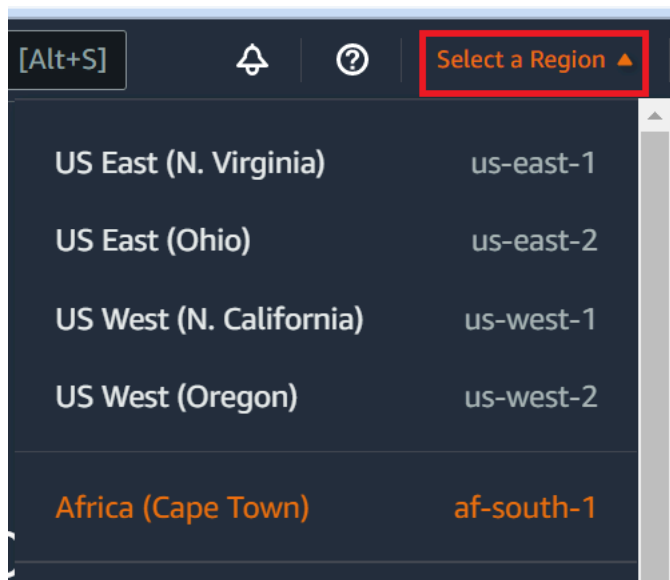 [Alt+S] Select a Region
US East (N. Virginia) us-east-1
US East (Ohio) us-east-2
US West (N. California) us-west-1
US West (Oregon) us-west-2
Africa (Cape Town) af-south-1